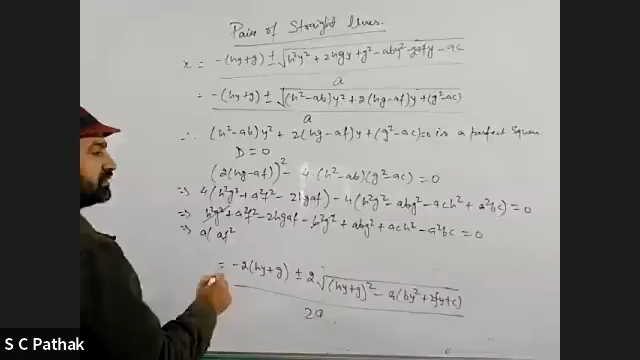 Pair of Straight lines.
x = -(hy+g) ± √h²y² + 2hgy + g² - aby² - 2afy - ac
a
= -(hy+g) ± √(h²-ab)y² + 2(hg-af)y + (g²-ac)
a
∴ (h²-ab)y² + 2(hg-af)y + (g²-ac)=0 is a perfect Square
D = 0
(2(hg-af))² - 4(h²-ab)(g²-ac) = 0
⇒ 4(h²g² + a²f² - 2hgaf) - 4(h²g² - abg² - ach² + a²bc) = 0
⇒ h²g² + a²f² - 2hgaf - h²g² + abg² + ach² - a²bc = 0
⇒ a(af²
= -2(hy+g) ± 2√(hy+g)² - a(by²+2fy+c)
2a
S C Pathak